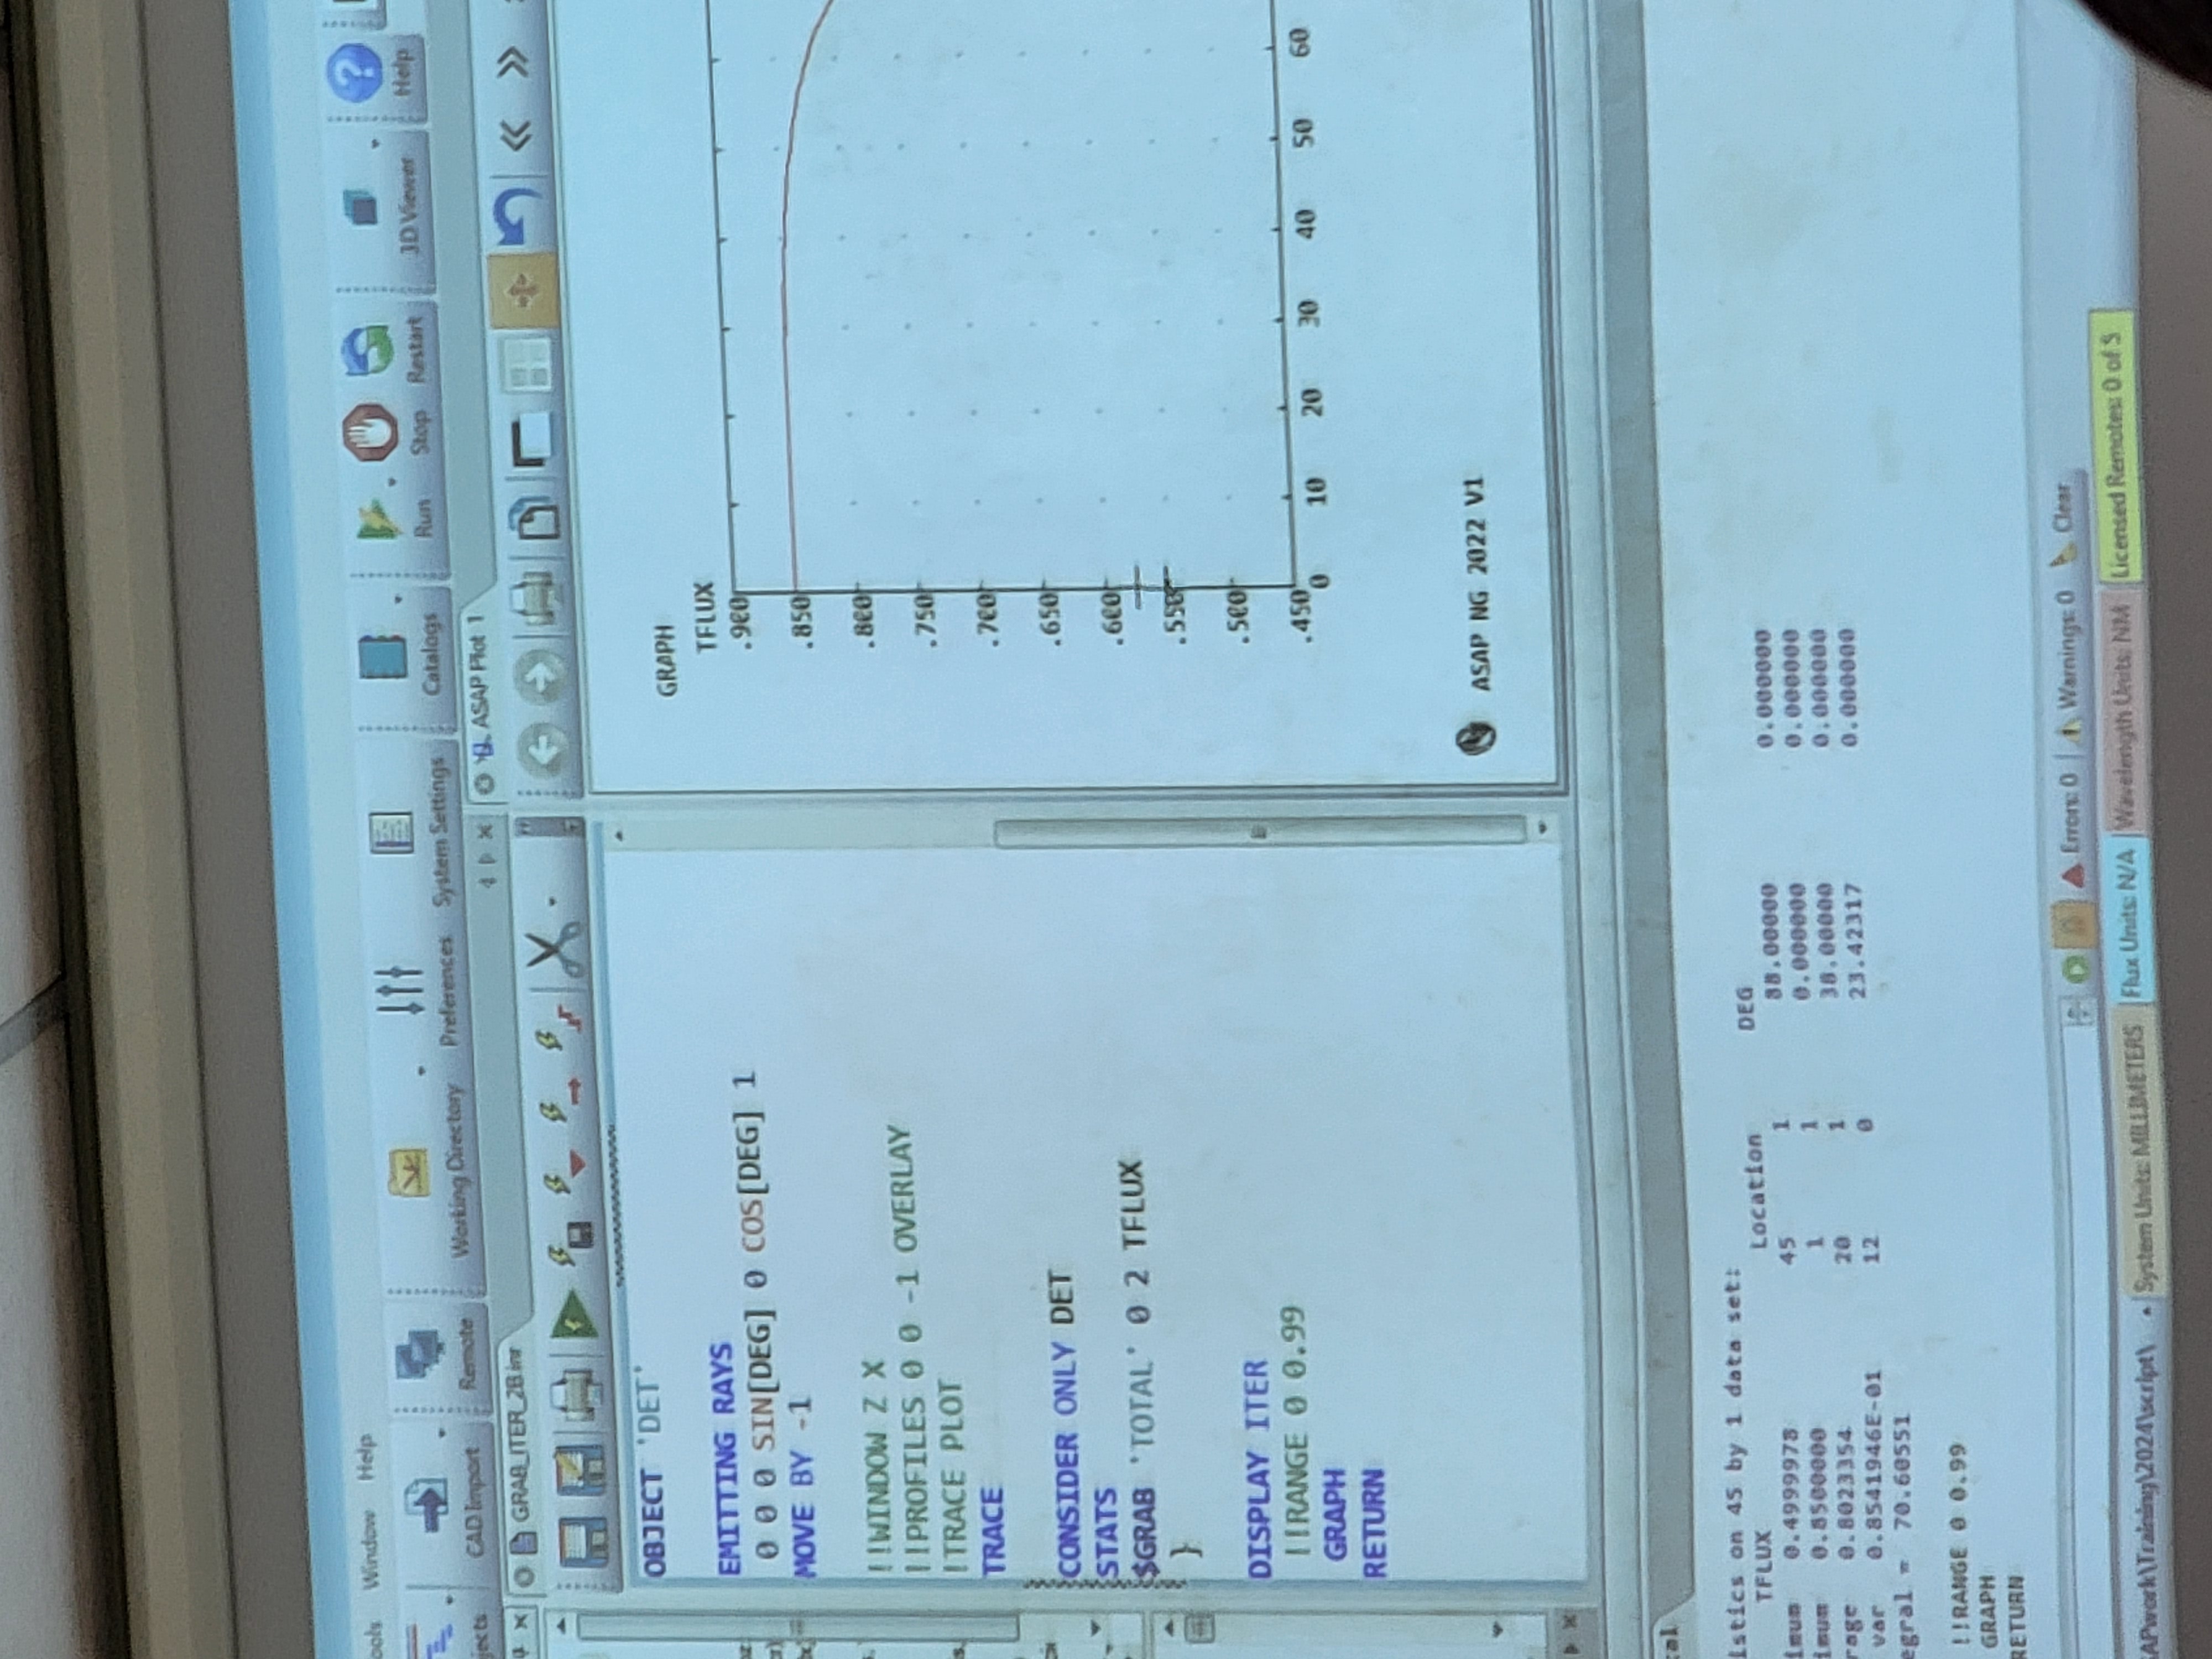 Window Help
CAD Import Remote Working Directory Preferences System Settings Catalogs Run Stop Restart 3D Viewer Help
GRAB_ITER_2B.inr
ASAP Plot 1
OBJECT 'DET'
EMITTING RAYS
0 0 0 SIN[DEG] 0 COS[DEG] 1
MOVE BY -1
!!WINDOW Z X
!!PROFILES 0 0 -1 OVERLAY
!TRACE PLOT
TRACE
CONSIDER ONLY DET
STATS
$GRAB 'TOTAL' 0 2 TFLUX
}
DISPLAY ITER
!!RANGE 0 0.99
GRAPH
RETURN
GRAPH
TFLUX
.900
.850
.800
.750
.700
.650
.600
.550
.500
.450
0 10 20 30 40 50 60
ASAP NG 2022 V1
istics on 45 by 1 data set:
TFLUX Location DEG
imum 0.4999978 45 1 88.00000 0.000000
imum 0.8500000 1 1 0.000000 0.000000
rage 0.8023354 20 1 38.00000 0.000000
var 0.8541946E-01 12 0 23.42317 0.000000
egral = 70.60551
!!RANGE 0 0.99
GRAPH
RETURN
Errors: 0 Warnings: 0 Clear
APwork\Training\2024\script\ System Units: MILLIMETERS Flux Units: N/A Wavelength Units: NM Licensed Remotes: 0 of 5